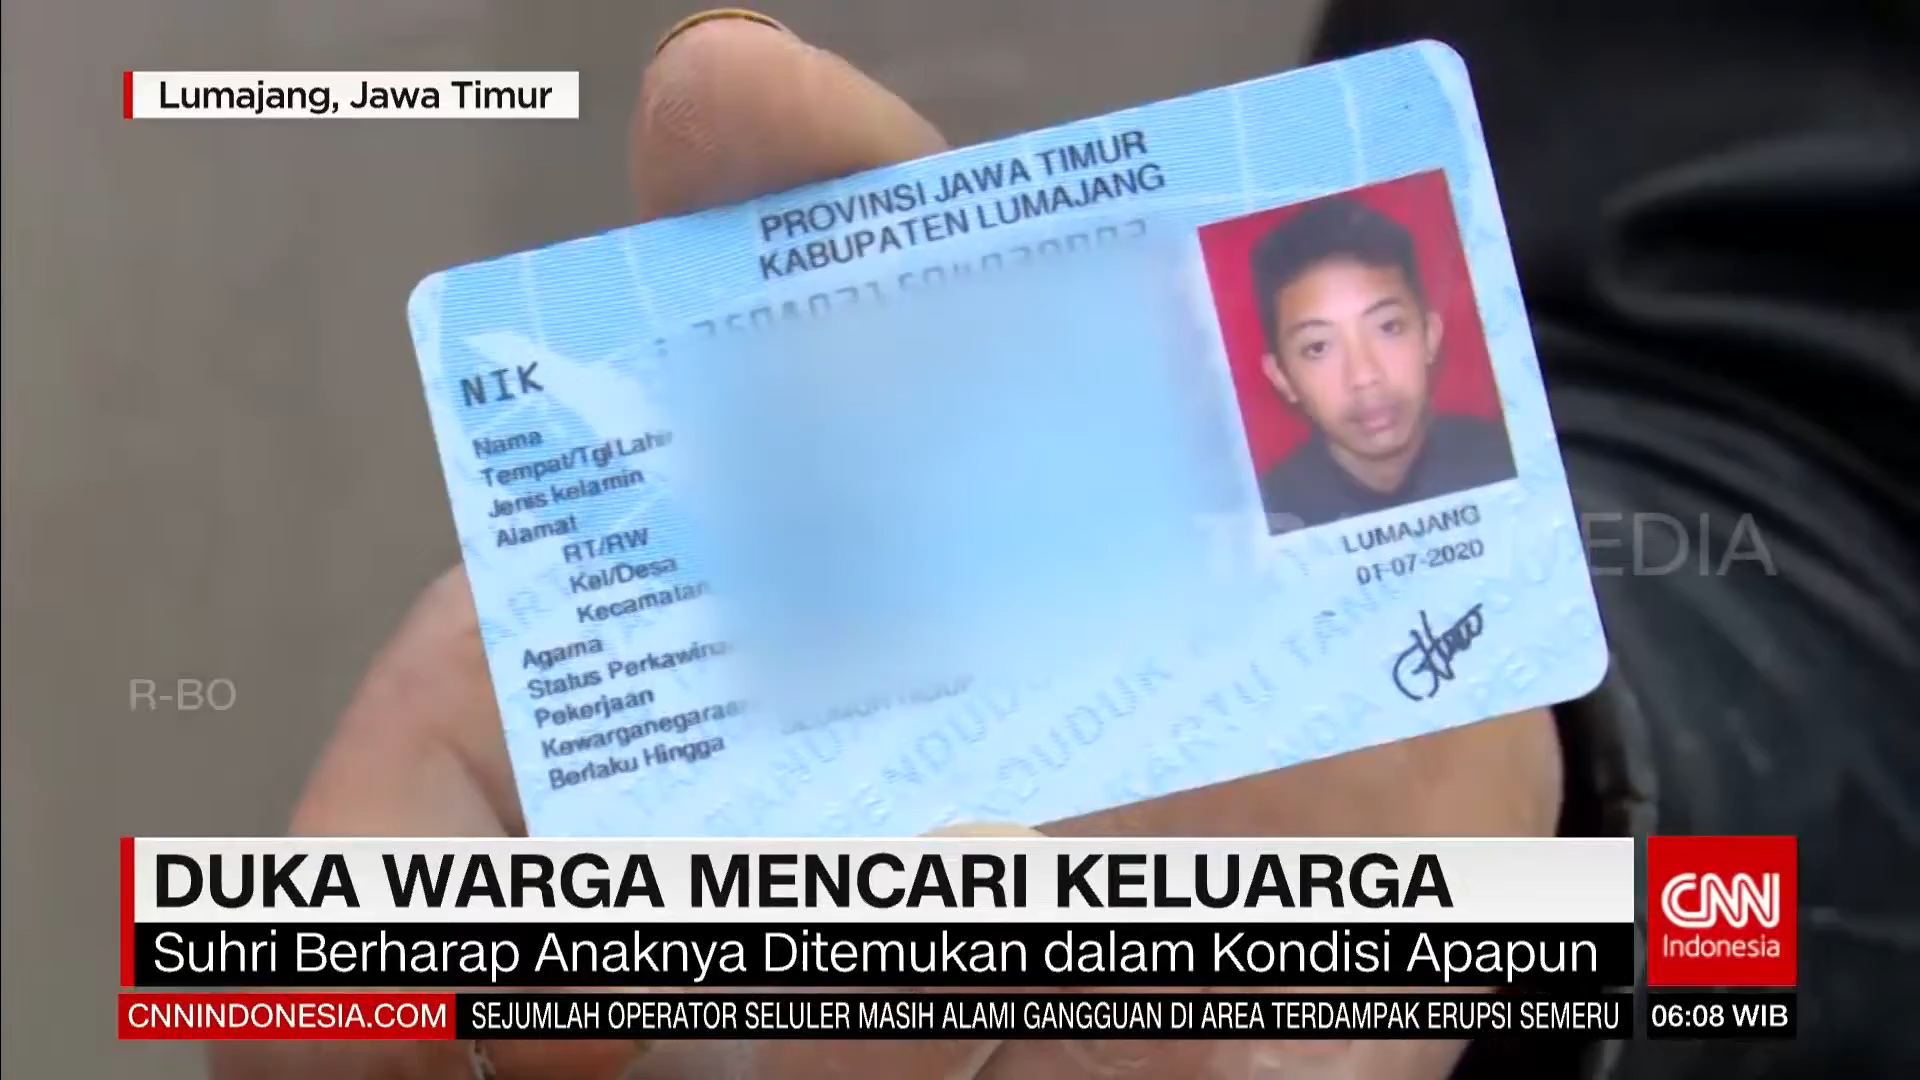 Lumajang, Jawa Timur
PROVINSI JAWA TIMUR
KABUPATEN LUMAJANG
NIK
Nama
Tempat/Tgl Lahir
Jenis kelamin
Alamat
RT/RW
Kel/Desa
Kecamatan
Agama
Status Perkawinan
Pekerjaan
Kewarganegaraan
Berlaku Hingga
LUMAJANG
01-07-2020
R-BO
DUKA WARGA MENCARI KELUARGA
Suhri Berharap Anaknya Ditemukan dalam Kondisi Apapun
CNN
Indonesia
CNNINDONESIA.COM
SEJUMLAH OPERATOR SELULER MASIH ALAMI GANGGUAN DI AREA TERDAMPAK ERUPSI SEMERU
06:08 WIB